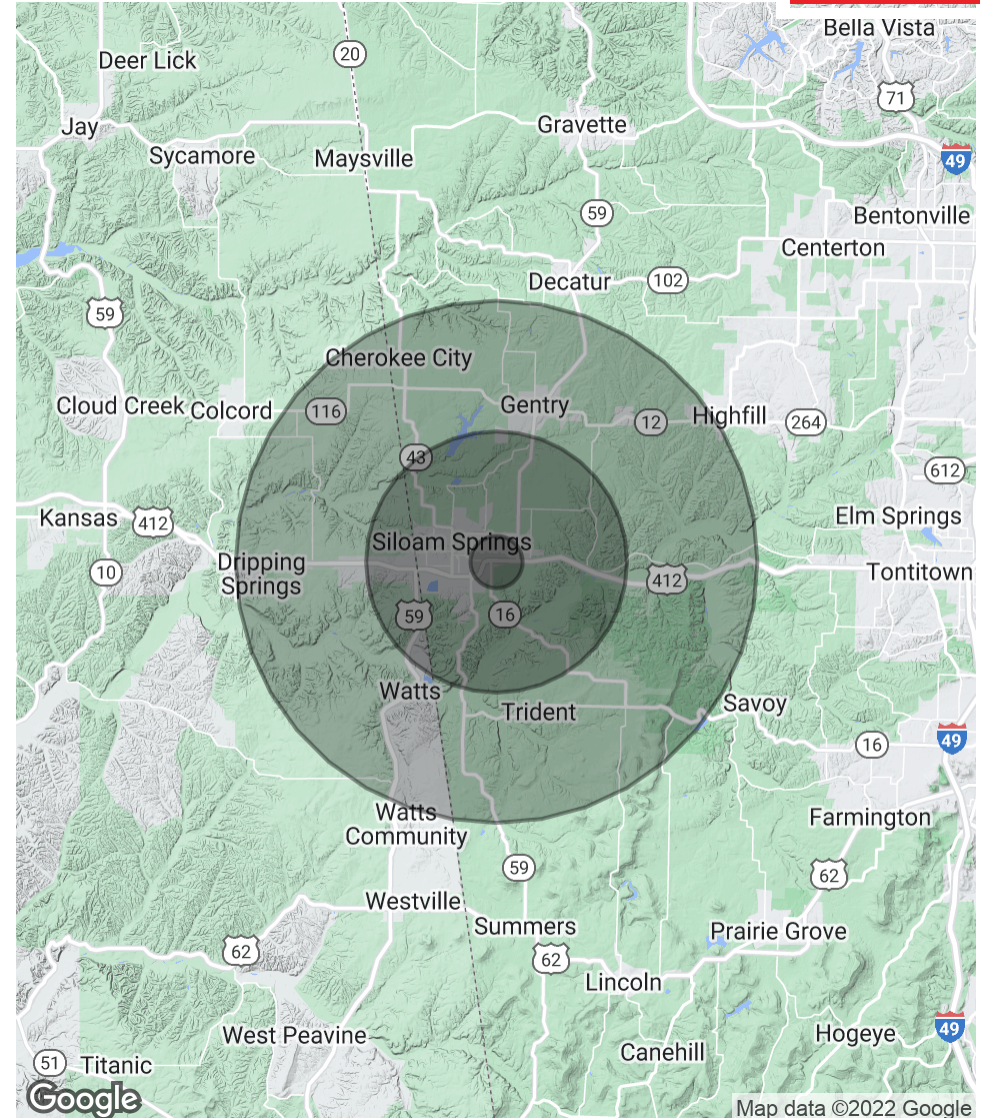 Bella Vista
Deer Lick
20
71
Jay
Gravette
Sycamore
Maysville
49
59
Bentonville
Centerton
Decatur
102
59
Cherokee City
Cloud Creek
Colcord
116
Gentry
12
Highfill
264
43
612
Kansas
412
Elm Springs
Siloam Springs
10
Dripping
Springs
412
Tontitown
59
16
Watts
Trident
Savoy
16
49
Watts
Community
Farmington
59
62
Westville
Summers
Prairie Grove
62
62
Lincoln
West Peavine
Hogeye
49
Canehill
51
Titanic
Google
Map data ©2022 Google